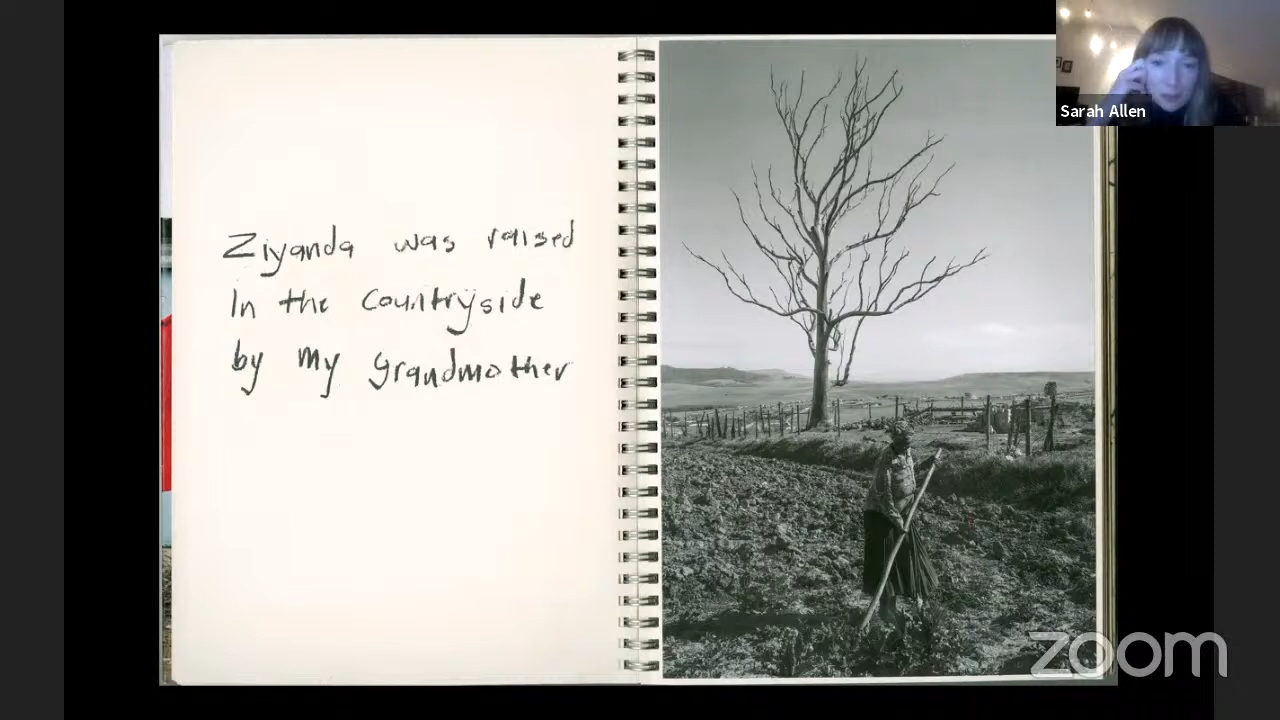 Sarah Allen
Ziyanda was raised
In the Countryside
by my grandmother
zoom